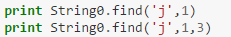 print String0.find('j',1)
print String0.find('j',1,3)